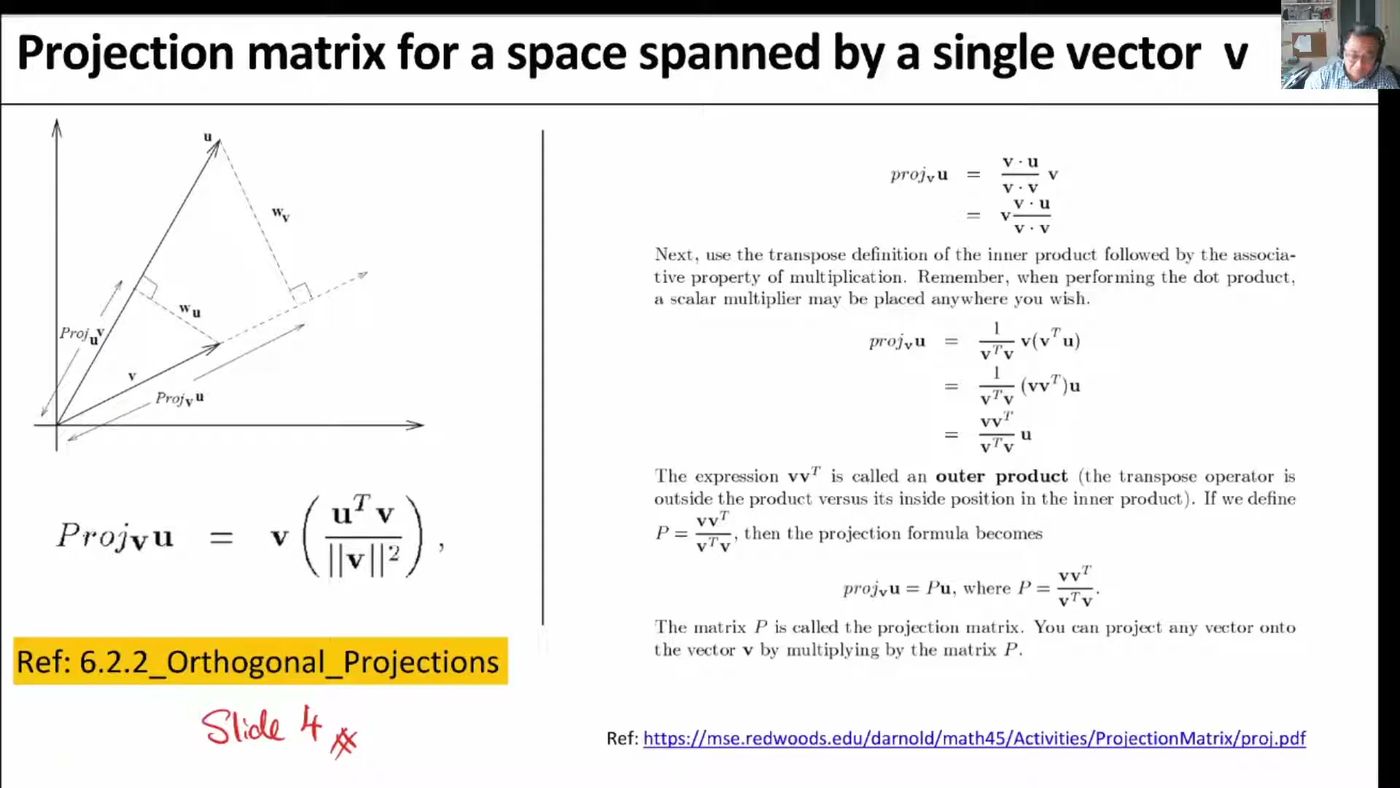 Projection matrix for a space spanned by a single vector v
u
w_v
w_u
Proj_u v
v
Proj_v u
Proj_v u = v ( u^T v / ||v||^2 ) ,
Ref: 6.2.2_Orthogonal_Projections
Slide 4 #
proj_v u = (v · u / v · v) v
= v (v · u / v · v)
Next, use the transpose definition of the inner product followed by the associa-
tive property of multiplication. Remember, when performing the dot product,
a scalar multiplier may be placed anywhere you wish.
proj_v u = (1 / v^T v) v(v^T u)
= (1 / v^T v) (vv^T)u
= (vv^T / v^T v) u
The expression vv^T is called an outer product (the transpose operator is
outside the product versus its inside position in the inner product). If we define
P = vv^T / v^T v, then the projection formula becomes
proj_v u = Pu, where P = vv^T / v^T v.
The matrix P is called the projection matrix. You can project any vector onto
the vector v by multiplying by the matrix P.
Ref: https://mse.redwoods.edu/darnold/math45/Activities/ProjectionMatrix/proj.pdf